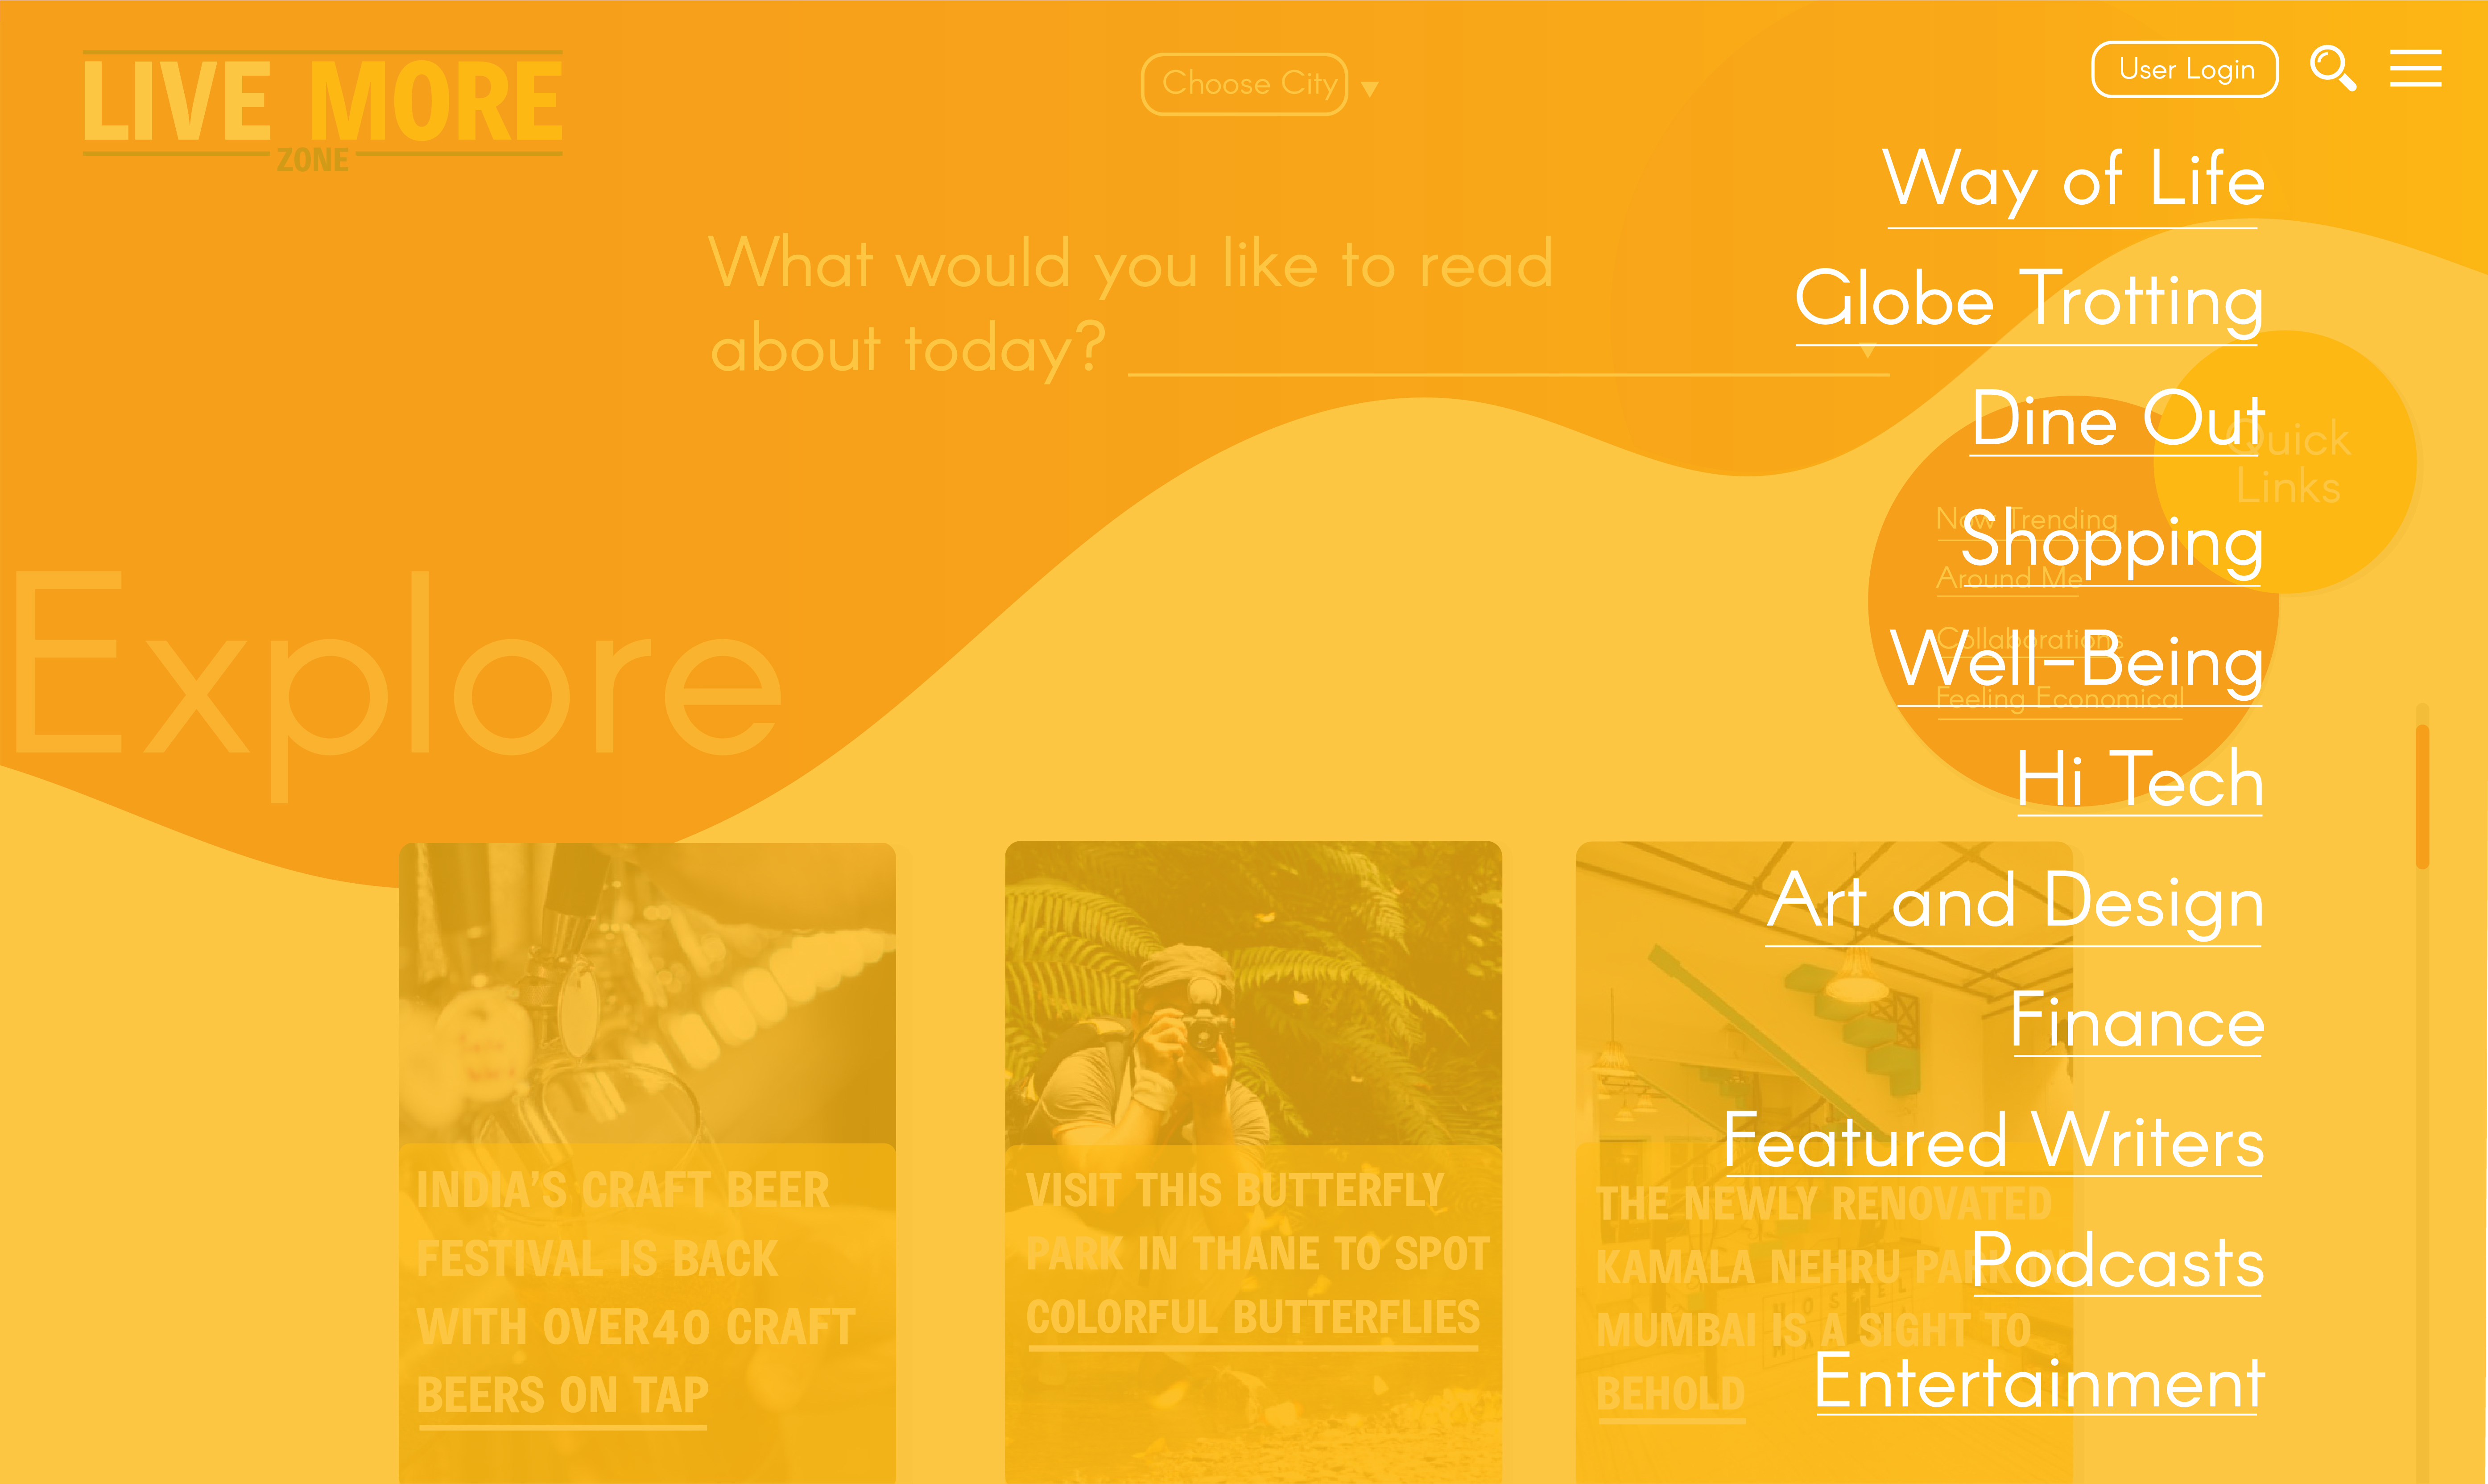 LIVE MORE
ZONE
Choose City
User Login
What would you like to read
about today?
Explore
Way of Life
Globe Trotting
Dine Out
Shopping
Well-Being
Hi Tech
Art and Design
Finance
Featured Writers
Podcasts
Entertainment
Quick
Links
Now Trending
Around Me
Collaborations
Feeling Economical
INDIA'S CRAFT BEER
FESTIVAL IS BACK
WITH OVER40 CRAFT
BEERS ON TAP
VISIT THIS BUTTERFLY
PARK IN THANE TO SPOT
COLORFUL BUTTERFLIES
THE NEWLY RENOVATED
KAMALA NEHRU PARK IN
MUMBAI IS A SIGHT TO
BEHOLD
HOSTEL